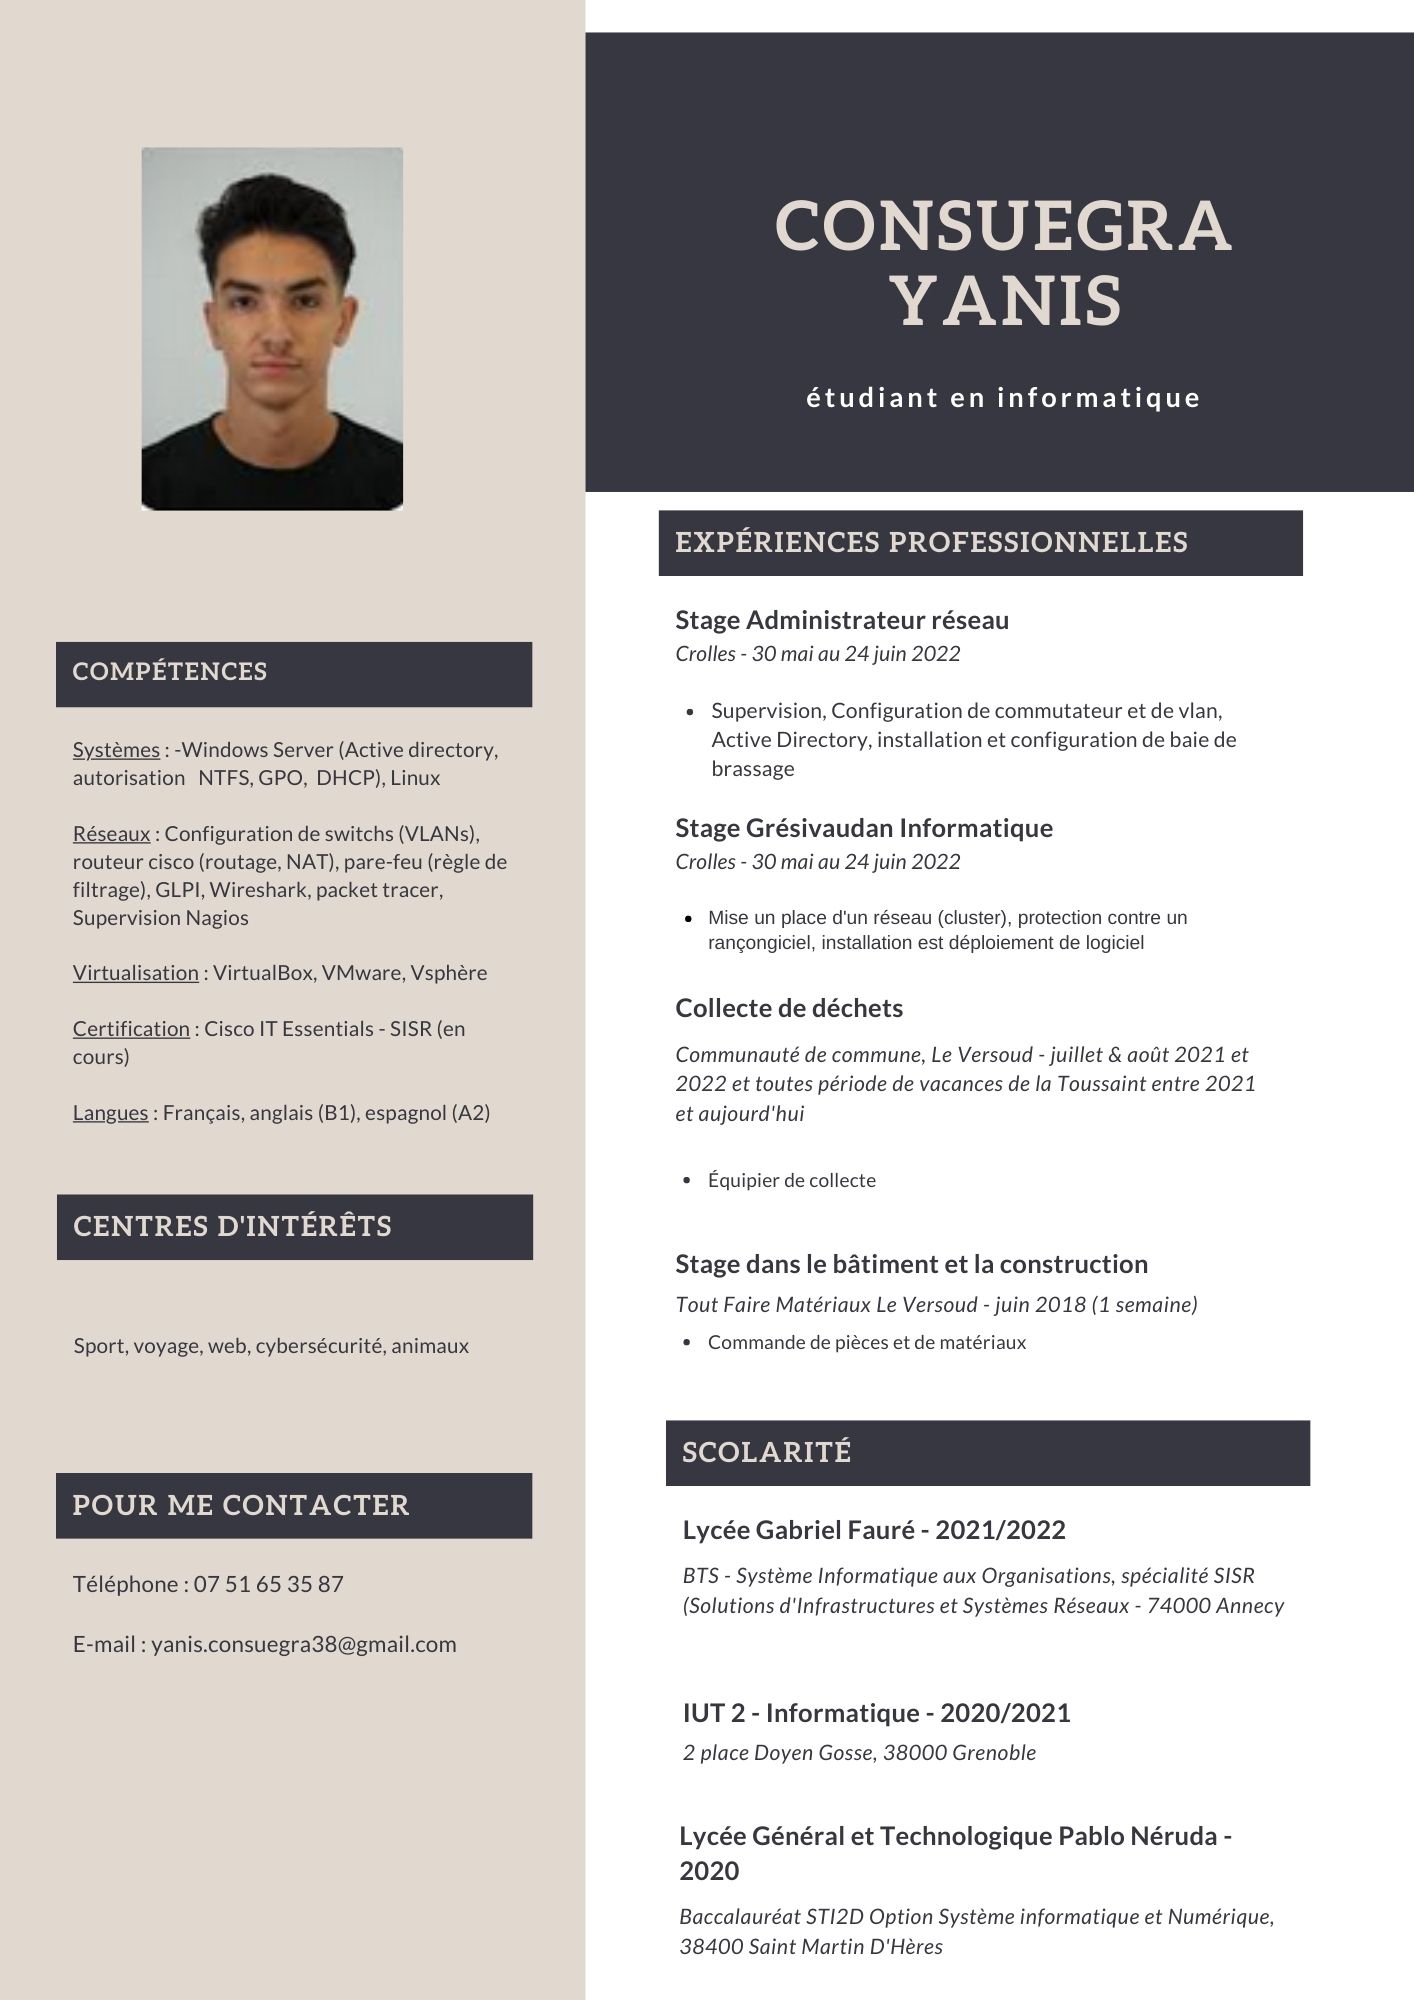 CONSUEGRA
YANIS
étudiant en informatique
COMPÉTENCES
Systèmes : -Windows Server (Active directory,
autorisation NTFS, GPO, DHCP), Linux
Réseaux : Configuration de switchs (VLANs),
routeur cisco (routage, NAT), pare-feu (règle de
filtrage), GLPI, Wireshark, packet tracer,
Supervision Nagios
Virtualisation : VirtualBox, VMware, Vsphère
Certification : Cisco IT Essentials - SISR (en
cours)
Langues : Français, anglais (B1), espagnol (A2)
CENTRES D'INTÉRÊTS
Sport, voyage, web, cybersécurité, animaux
POUR ME CONTACTER
Téléphone : 07 51 65 35 87
E-mail : yanis.consuegra38@gmail.com
EXPÉRIENCES PROFESSIONNELLES
Stage Administrateur réseau
Crolles - 30 mai au 24 juin 2022
• Supervision, Configuration de commutateur et de vlan,
Active Directory, installation et configuration de baie de
brassage
Stage Grésivaudan Informatique
Crolles - 30 mai au 24 juin 2022
• Mise un place d'un réseau (cluster), protection contre un
rançongiciel, installation est déploiement de logiciel
Collecte de déchets
Communauté de commune, Le Versoud - juillet & août 2021 et
2022 et toutes période de vacances de la Toussaint entre 2021
et aujourd'hui
• Équipier de collecte
Stage dans le bâtiment et la construction
Tout Faire Matériaux Le Versoud - juin 2018 (1 semaine)
• Commande de pièces et de matériaux
SCOLARITÉ
Lycée Gabriel Fauré - 2021/2022
BTS - Système Informatique aux Organisations, spécialité SISR
(Solutions d'Infrastructures et Systèmes Réseaux - 74000 Annecy
IUT 2 - Informatique - 2020/2021
2 place Doyen Gosse, 38000 Grenoble
Lycée Général et Technologique Pablo Néruda -
2020
Baccalauréat STI2D Option Système informatique et Numérique,
38400 Saint Martin D'Hères